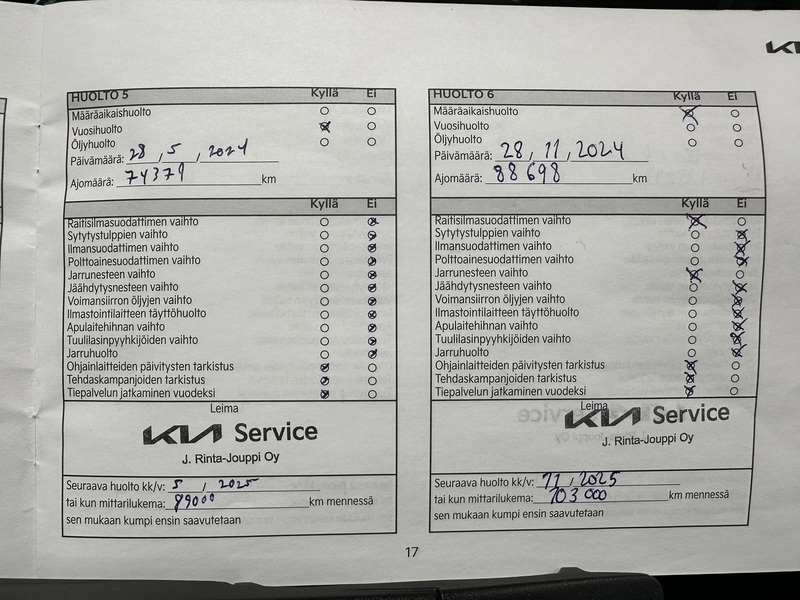 KIA
HUOLTO 5 Kyllä Ei
Määräaikaishuolto
Vuosihuolto
Öljyhuolto
Päivämäärä: 28 , 5 , 2024
Ajomäärä: 74379 km
Kyllä Ei
Raitisilmasuodattimen vaihto
Sytytystulppien vaihto
Ilmansuodattimen vaihto
Polttoainesuodattimen vaihto
Jarrunesteen vaihto
Jäähdytysnesteen vaihto
Voimansiirron öljyjen vaihto
Ilmastointilaitteen täyttöhuolto
Apulaitehihnan vaihto
Tuulilasinpyyhkijöiden vaihto
Jarruhuolto
Ohjainlaitteiden päivitysten tarkistus
Tehdaskampanjoiden tarkistus
Tiepalvelun jatkaminen vuodeksi
Leima
KIA Service
J. Rinta-Jouppi Oy
Seuraava huolto kk/v: 5 / 2025
tai kun mittarilukema: 89000 km mennessä
sen mukaan kumpi ensin saavutetaan
HUOLTO 6 Kyllä Ei
Määräaikaishuolto
Vuosihuolto
Öljyhuolto
Päivämäärä: 28 , 11 , 2024
Ajomäärä: 88698 km
Kyllä Ei
Raitisilmasuodattimen vaihto
Sytytystulppien vaihto
Ilmansuodattimen vaihto
Polttoainesuodattimen vaihto
Jarrunesteen vaihto
Jäähdytysnesteen vaihto
Voimansiirron öljyjen vaihto
Ilmastointilaitteen täyttöhuolto
Apulaitehihnan vaihto
Tuulilasinpyyhkijöiden vaihto
Jarruhuolto
Ohjainlaitteiden päivitysten tarkistus
Tehdaskampanjoiden tarkistus
Tiepalvelun jatkaminen vuodeksi
Leima
KIA Service
J. Rinta-Jouppi Oy
Seuraava huolto kk/v: 11 / 2025
tai kun mittarilukema: 103 000 km mennessä
sen mukaan kumpi ensin saavutetaan
17